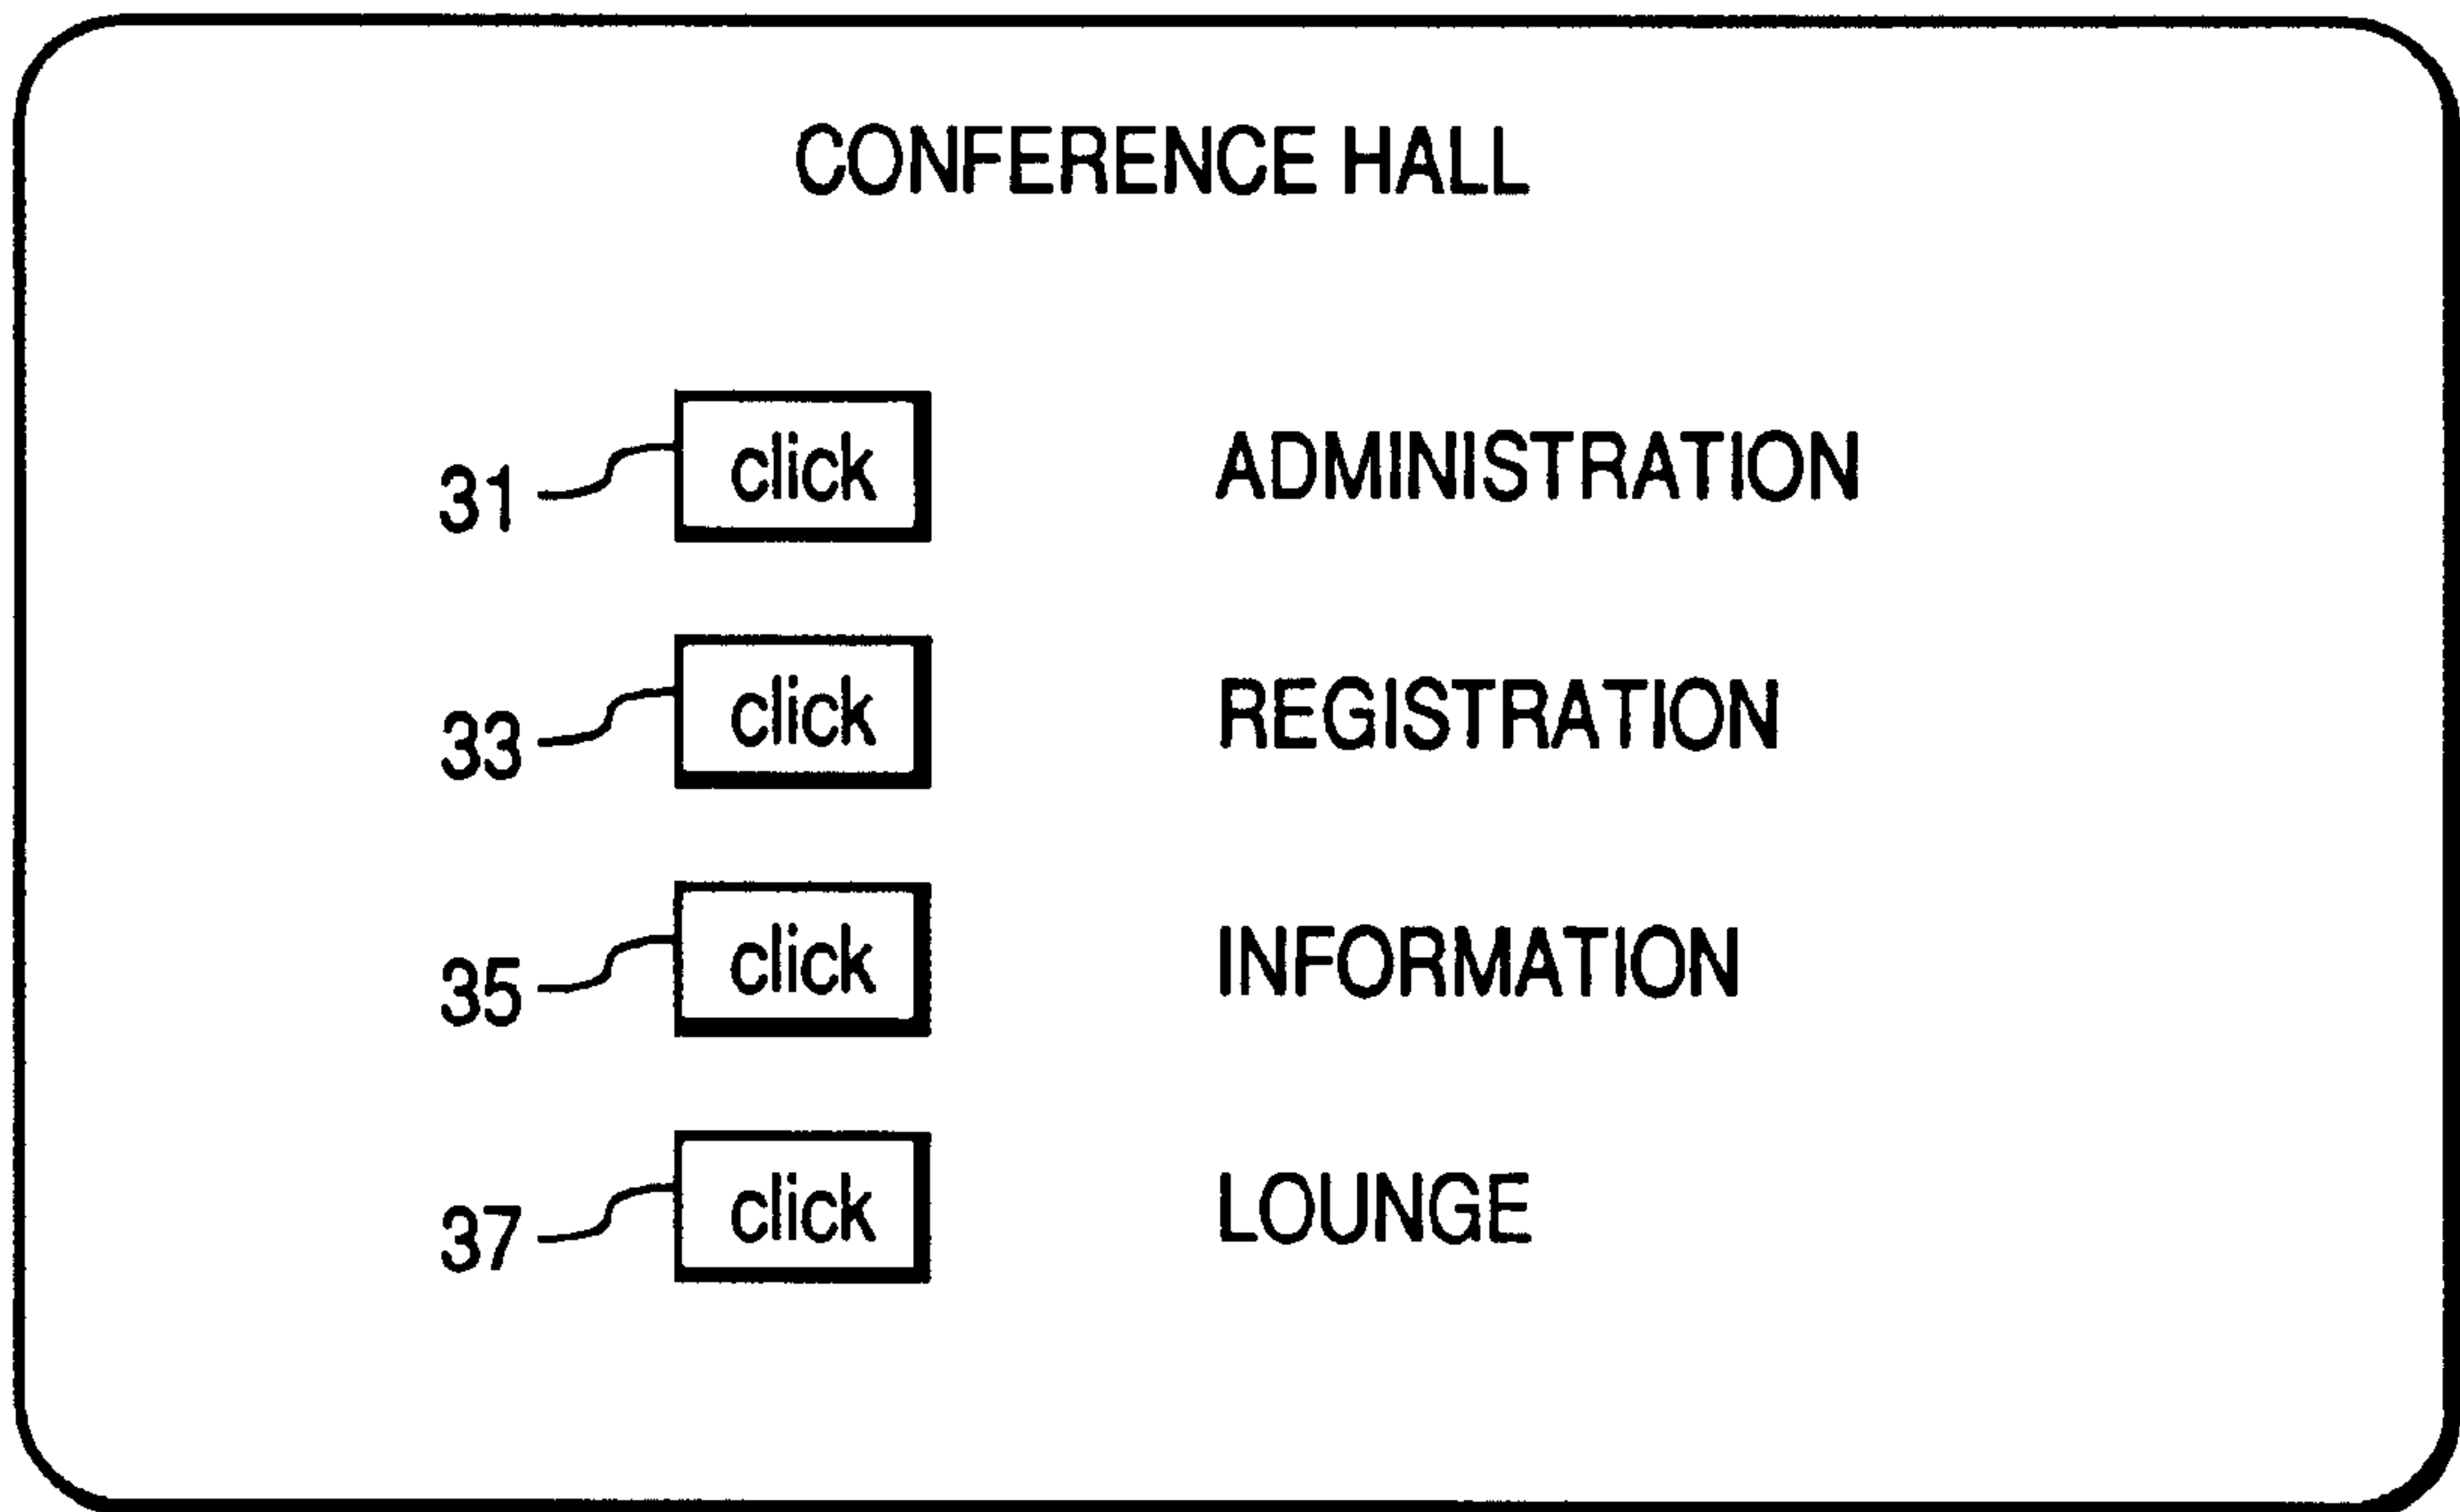 CONFERENCE HALL
31 click ADMINISTRATION
33 click REGISTRATION
35 click INFORMATION
37 click LOUNGE